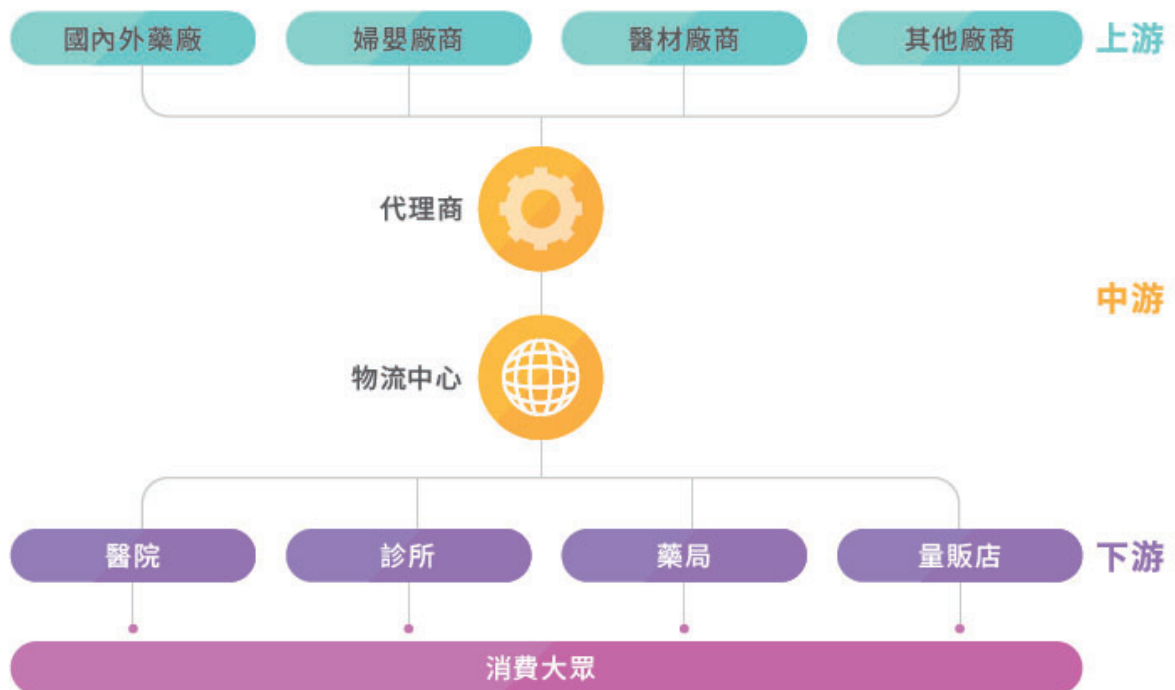 國內外藥廠 婦嬰廠商 醫材廠商 其他廠商 上游
代理商
中游
物流中心
醫院 診所 藥局 量販店 下游
消費大眾